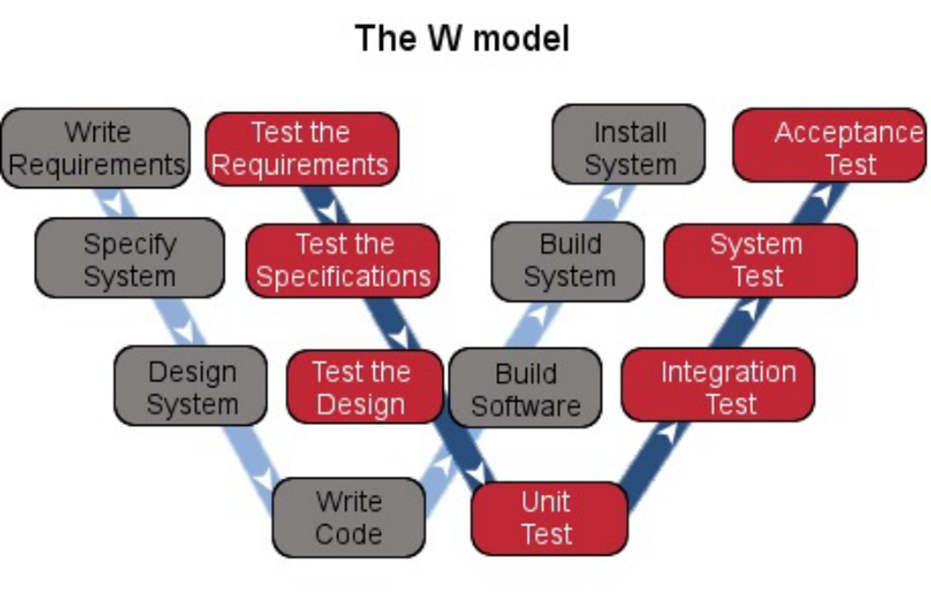 The W model
Write
Requirements
Test the
Requirements
Install
System
Acceptance
Test
Specify
System
Test the
Specifications
Build
System
System
Test
Design
System
Test the
Design
Build
Software
Integration
Test
Write
Code
Unit
Test